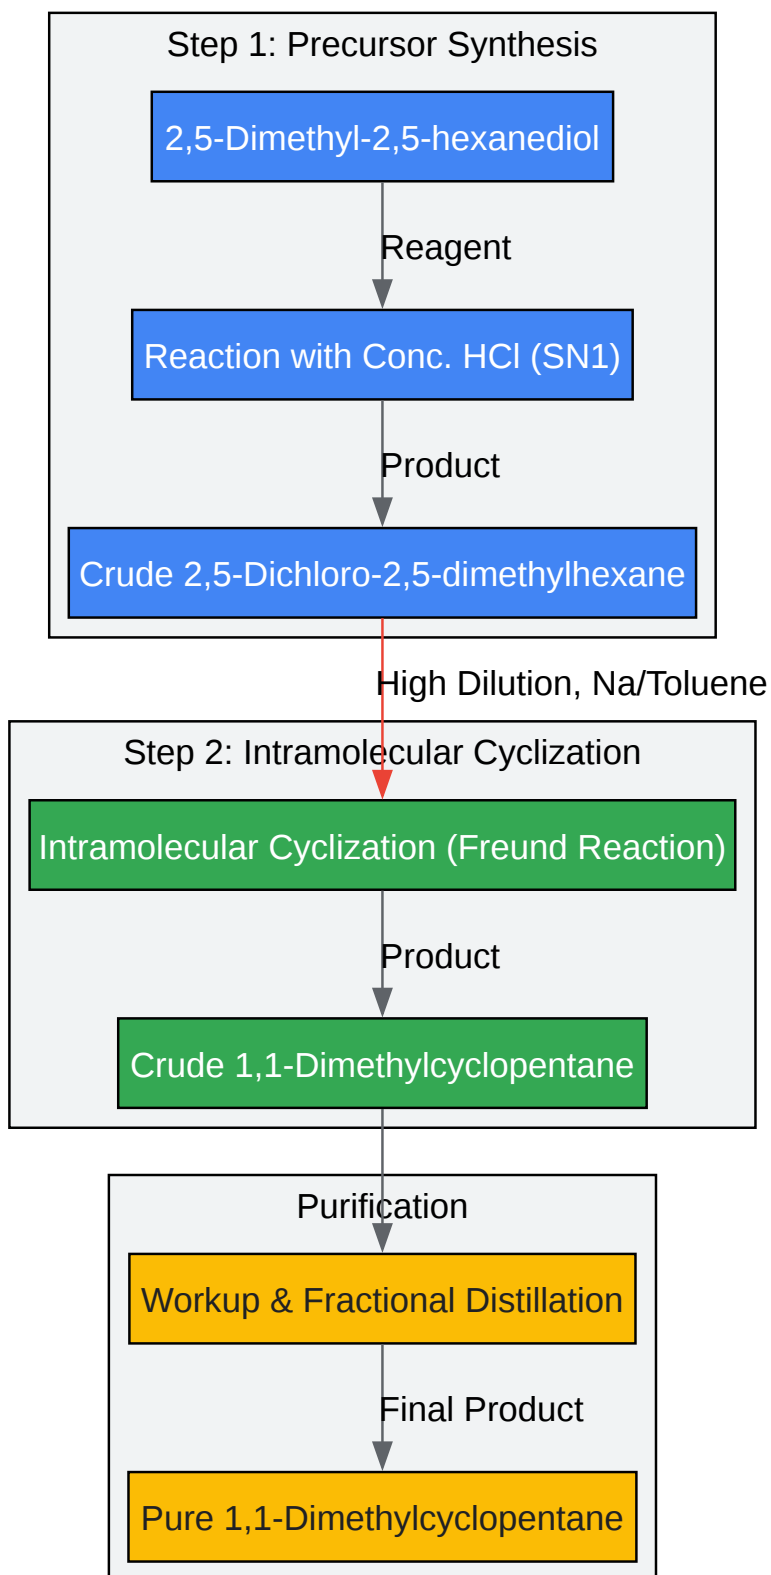 Step 1: Precursor Synthesis
2,5-Dimethyl-2,5-hexanediol
Reagent
Reaction with Conc. HCl (SN1)
Product
Crude 2,5-Dichloro-2,5-dimethylhexane
High Dilution, Na/Toluene
Step 2: Intramolecular Cyclization
Intramolecular Cyclization (Freund Reaction)
Product
Crude 1,1-Dimethylcyclopentane
Purification
Workup & Fractional Distillation
Final Product
Pure 1,1-Dimethylcyclopentane